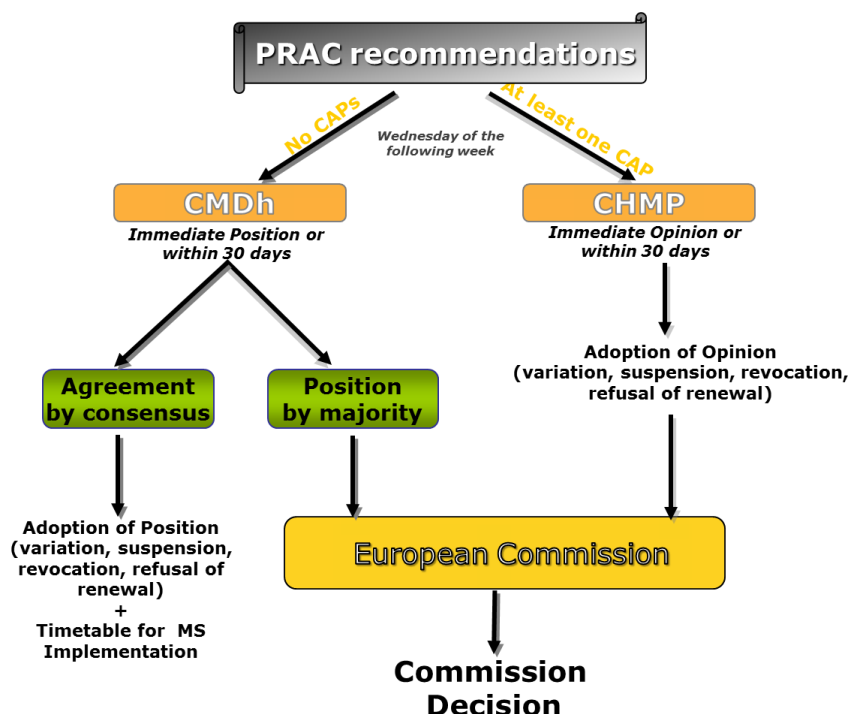 PRAC recommendations
No CAPs
At least one CAP
Wednesday of the
following week
CMDh
CHMP
Immediate Position or
within 30 days
Immediate Opinion or
within 30 days
Adoption of Opinion
(variation, suspension, revocation,
refusal of renewal)
Agreement
by consensus
Position
by majority
Adoption of Position
(variation, suspension,
revocation, refusal of
renewal)
+
Timetable for MS
Implementation
European Commission
Commission
Decision